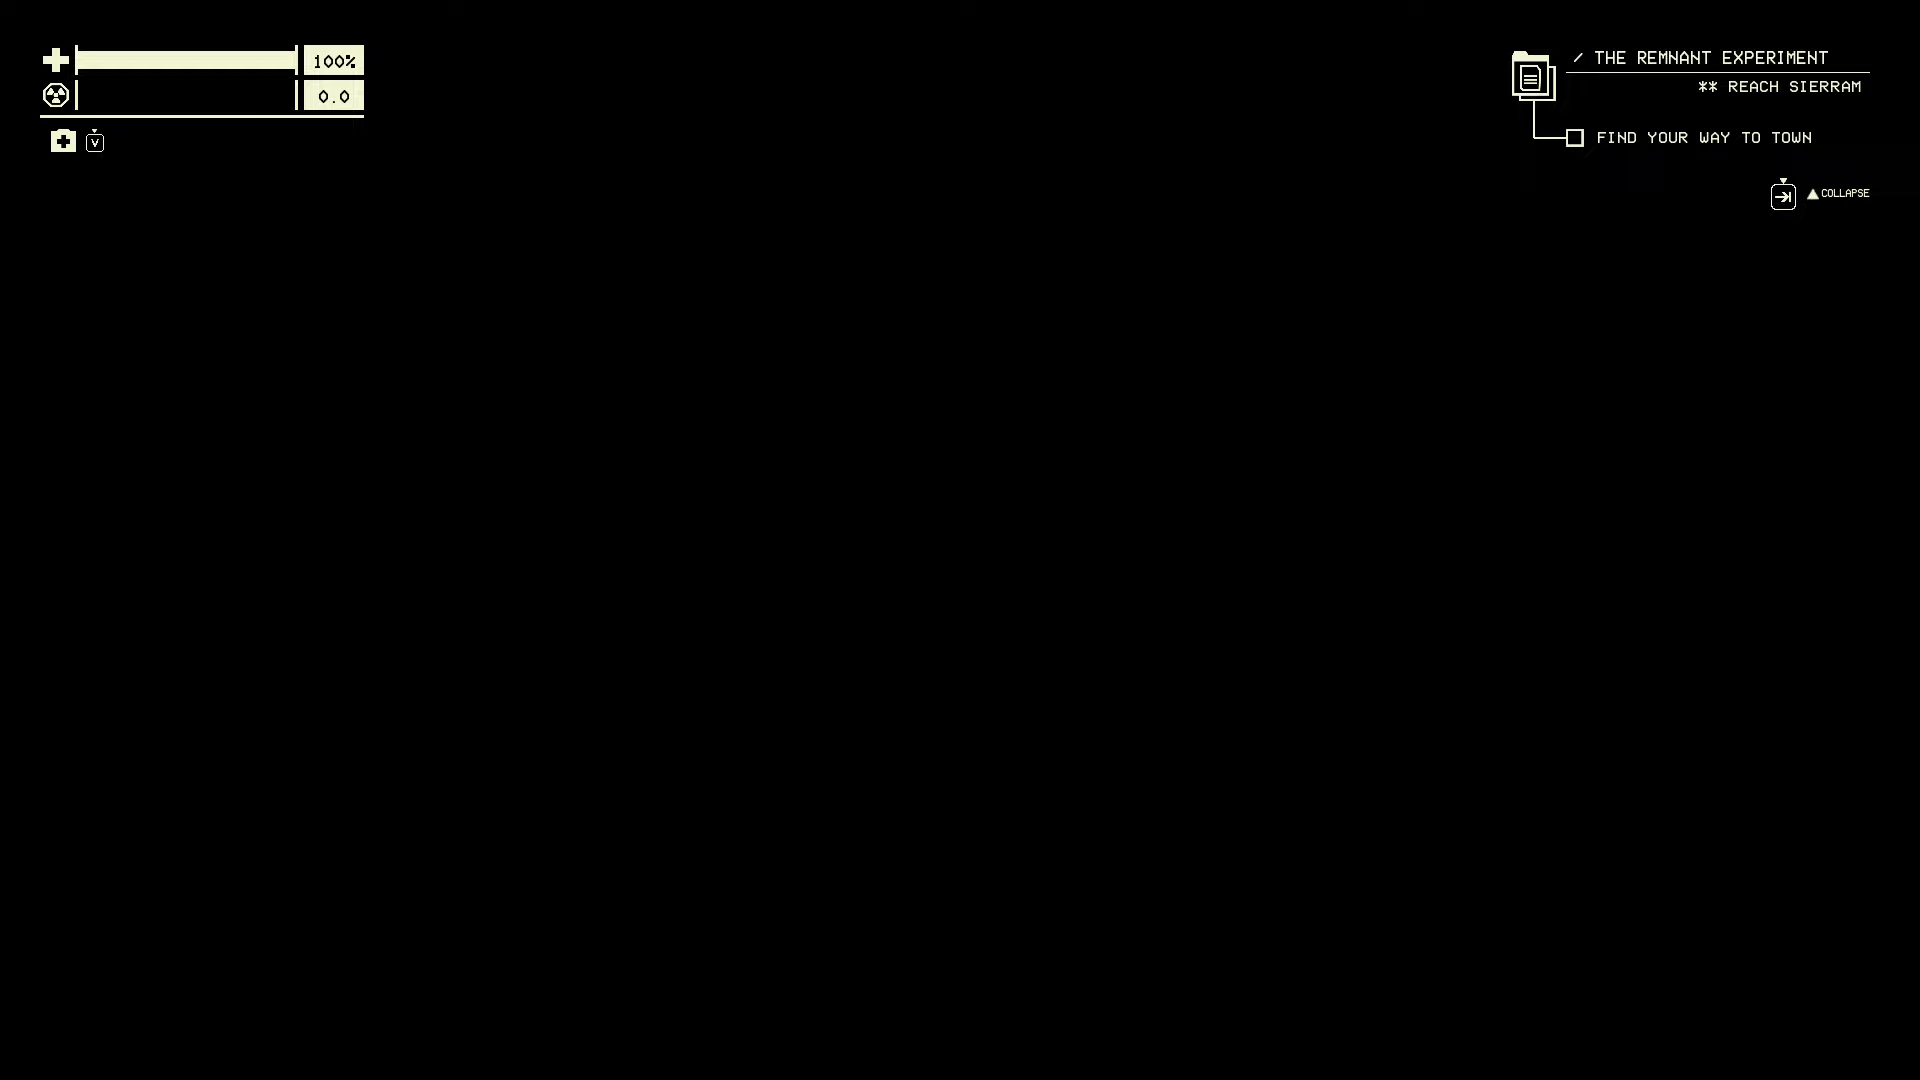 100%
0.0
V
/ THE REMNANT EXPERIMENT
** REACH SIERRAM
FIND YOUR WAY TO TOWN
COLLAPSE